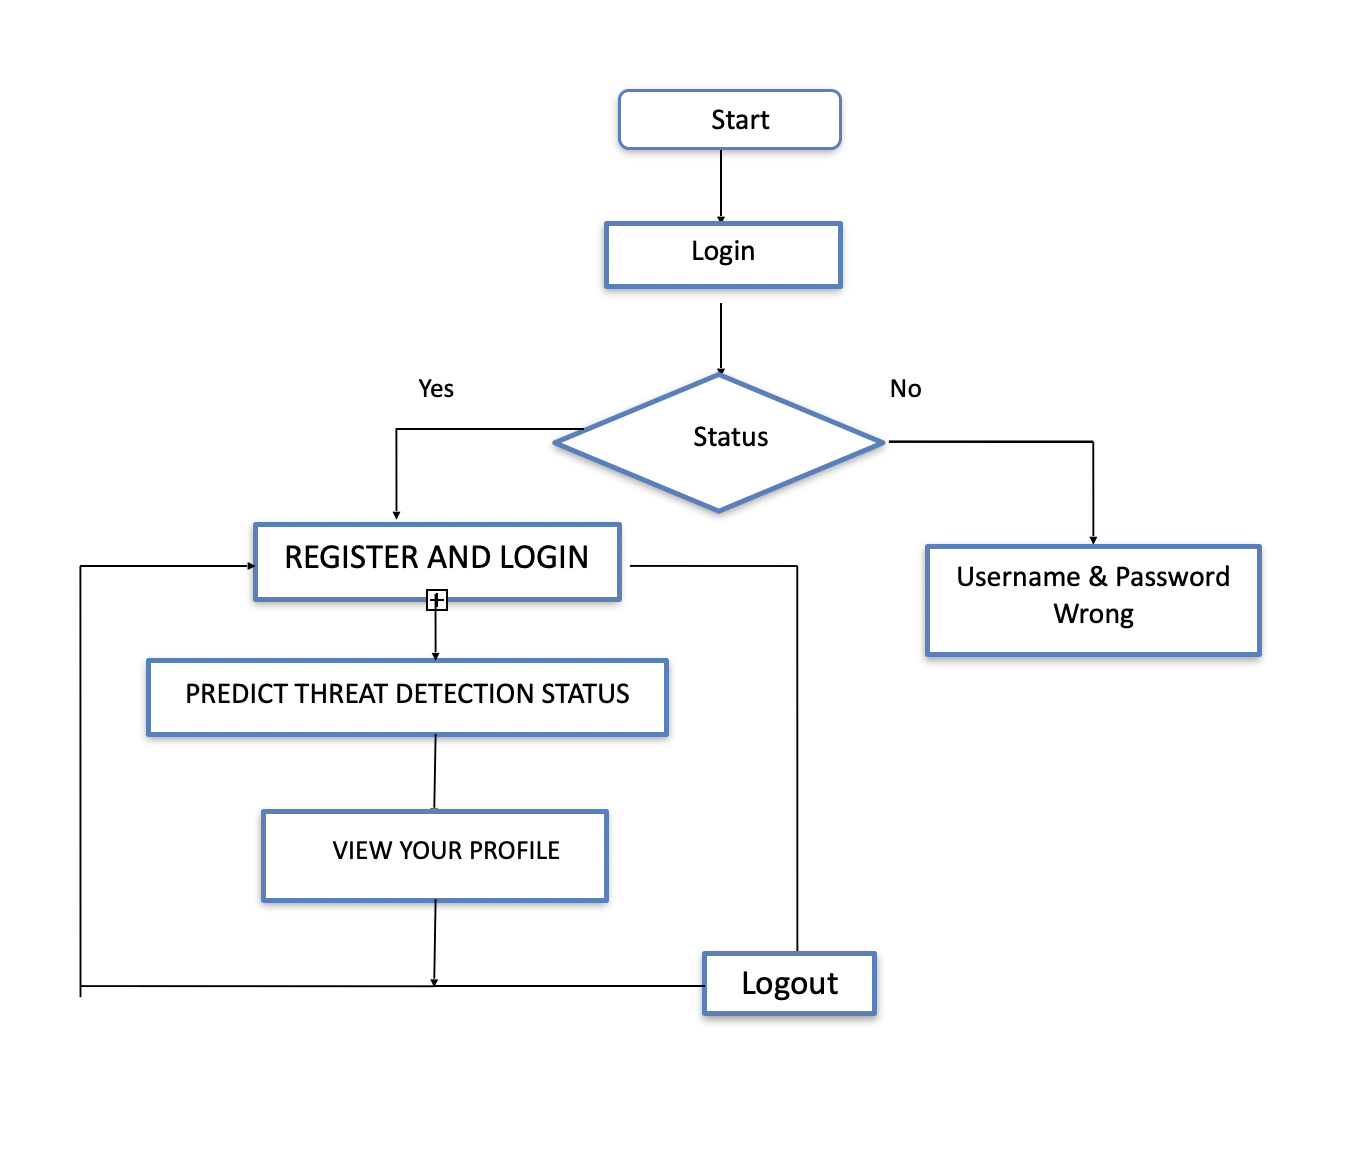 Start
Login
Yes
No
Status
REGISTER AND LOGIN
Username & Password
Wrong
PREDICT THREAT DETECTION STATUS
VIEW YOUR PROFILE
Logout